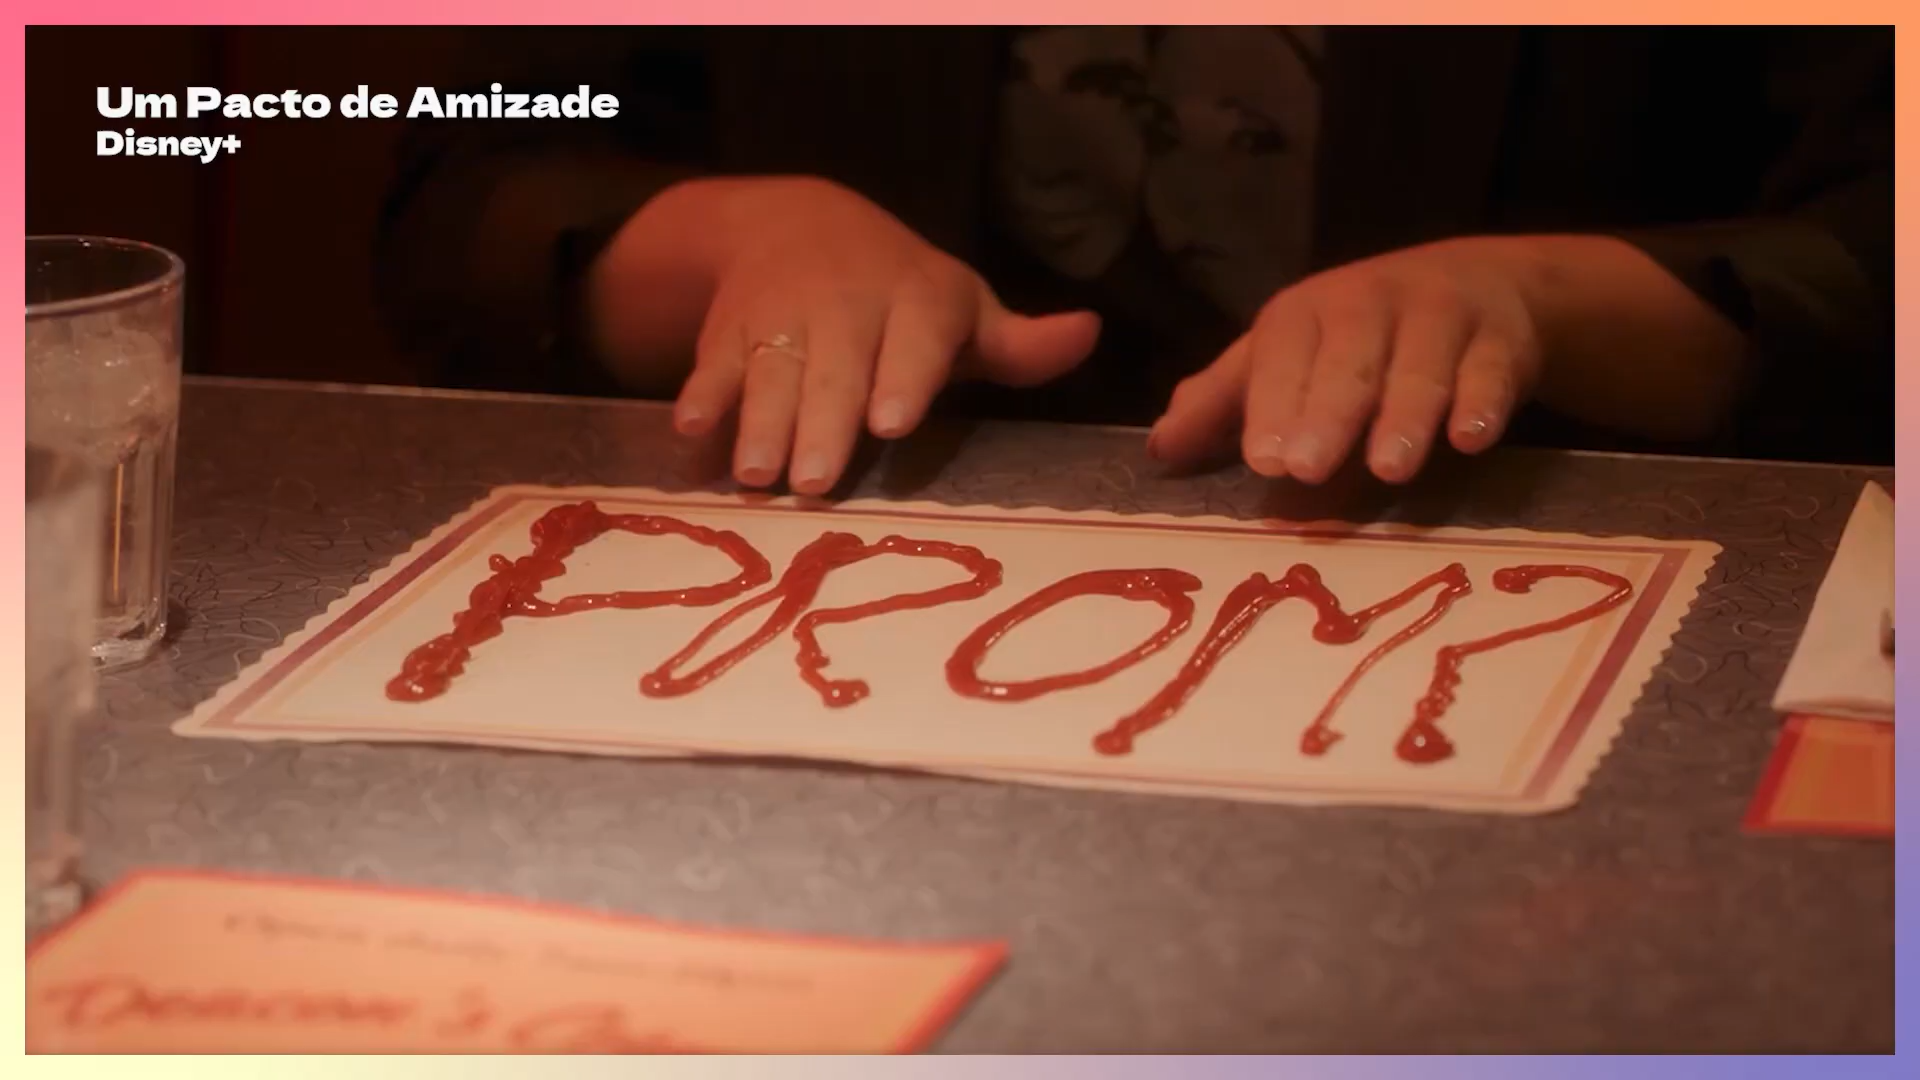 Um Pacto de Amizade
Disney+
PROM?